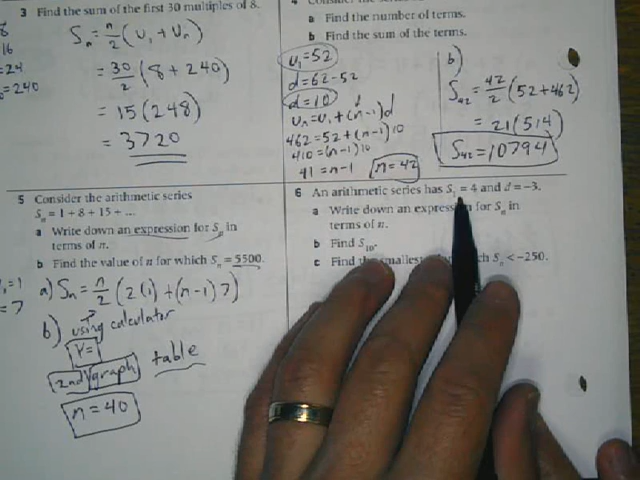 3 Find the sum of the first 30 multiples of 8.
Sn = n/2 (u1 + un)
= 30/2 (8 + 240)
= 15(248)
= 3720
16
=24
=240
a Find the number of terms.
b Find the sum of the terms.
u1 = 52
d = 62-52
d = 10
un = u1 + (n-1)d
462 = 52 + (n-1)10
410 = (n-1)10
41 = n-1
n = 42
b)
S42 = 42/2 (52+462)
= 21(514)
S42 = 10794
5 Consider the arithmetic series
Sn = 1 + 8 + 15 + ...
a Write down an expression for Sn in
terms of n.
b Find the value of n for which Sn = 5500.
=1
= 7
a) Sn = n/2 (2(1) + (n-1)7)
b) using calculator
Y=
2nd graph table
n = 40
6 An arithmetic series has S1 = 4 and d = −3.
a Write down an expression for Sn in
terms of n.
b Find S10.
c Find the smallest Sn < −250.